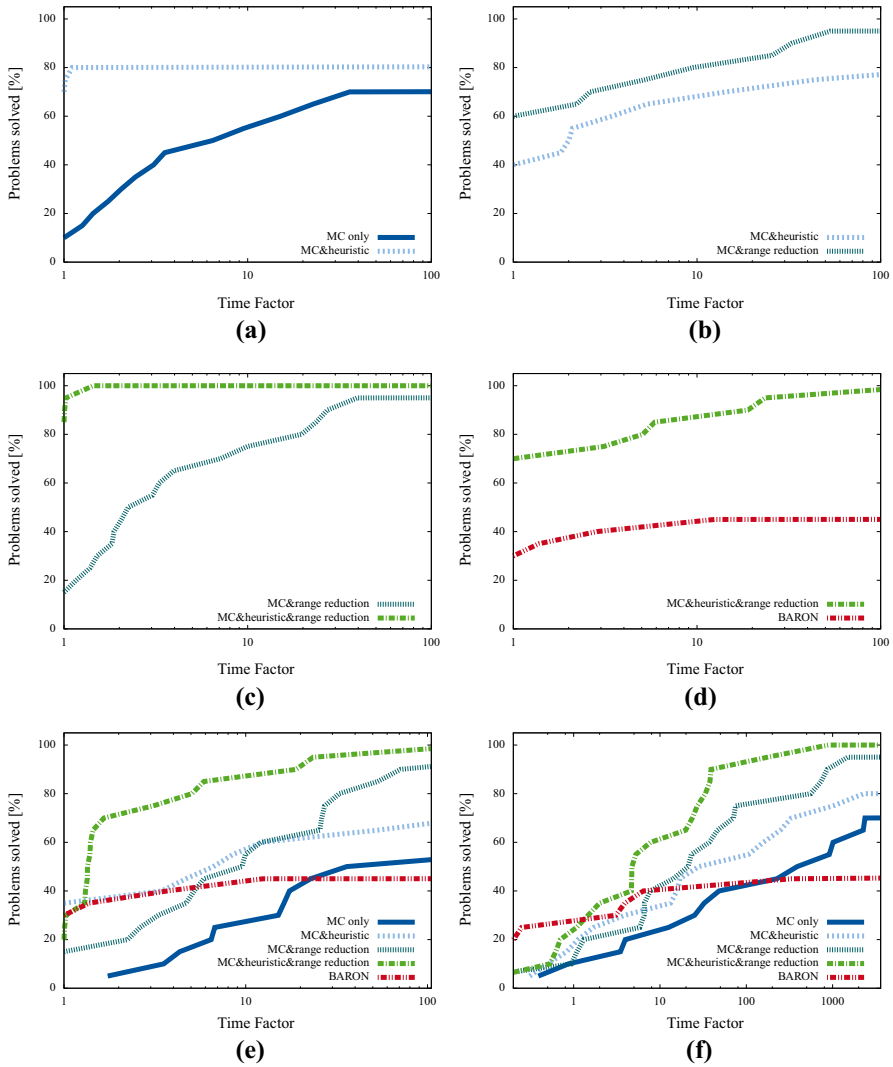 100
80
60
40
20
0
Problems solved [%]
MC only
MC&heuristic
1
10
100
Time Factor
(a)
100
80
60
40
20
0
Problems solved [%]
MC&heuristic
MC&range reduction
1
10
100
Time Factor
(b)
100
80
60
40
20
0
Problems solved [%]
MC&range reduction
MC&heuristic&range reduction
1
10
100
Time Factor
(c)
100
80
60
40
20
0
Problems solved [%]
MC&heuristic&range reduction
BARON
1
10
100
Time Factor
(d)
100
80
60
40
20
0
Problems solved [%]
MC only
MC&heuristic
MC&range reduction
MC&heuristic&range reduction
BARON
1
10
100
Time Factor
(e)
100
80
60
40
20
0
Problems solved [%]
MC only
MC&heuristic
MC&range reduction
MC&heuristic&range reduction
BARON
1
10
100
1000
Time Factor
(f)